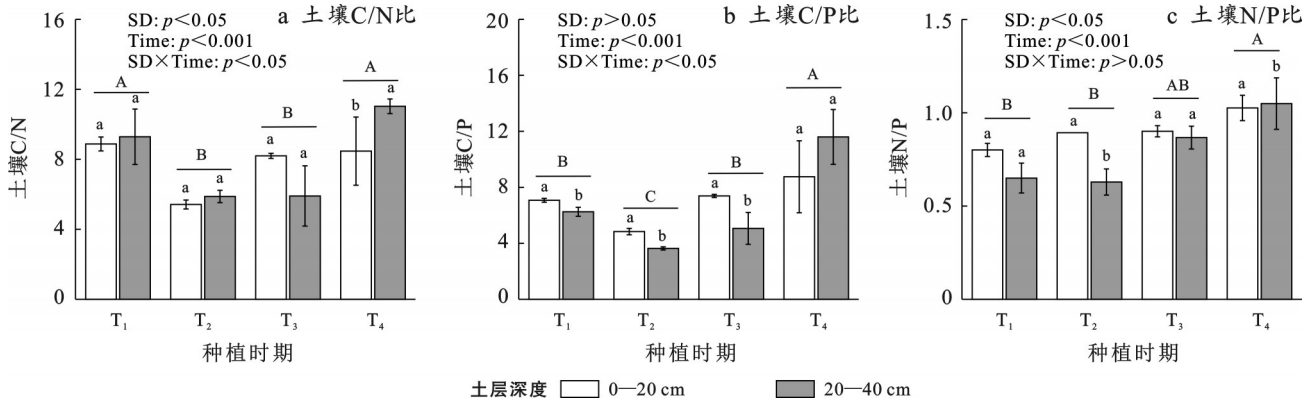 a 土壤C/N比
SD: p<0.05
Time: p<0.001
SD×Time: p<0.05
16
12
8
4
0
土壤C/N
A
a
a
B
a
a
B
a
a
A
b
a
T₁
T₂
T₃
T₄
种植时期
b 土壤C/P比
SD: p>0.05
Time: p<0.001
SD×Time: p<0.05
20
16
12
8
4
0
土壤C/P
B
a
b
C
a
b
B
a
b
A
a
a
T₁
T₂
T₃
T₄
种植时期
c 土壤N/P比
SD: p<0.05
Time: p<0.001
SD×Time: p>0.05
1.5
1.0
0.5
0
土壤N/P
B
a
a
B
a
b
AB
a
a
A
a
b
T₁
T₂
T₃
T₄
种植时期
土层深度 0—20 cm 20—40 cm